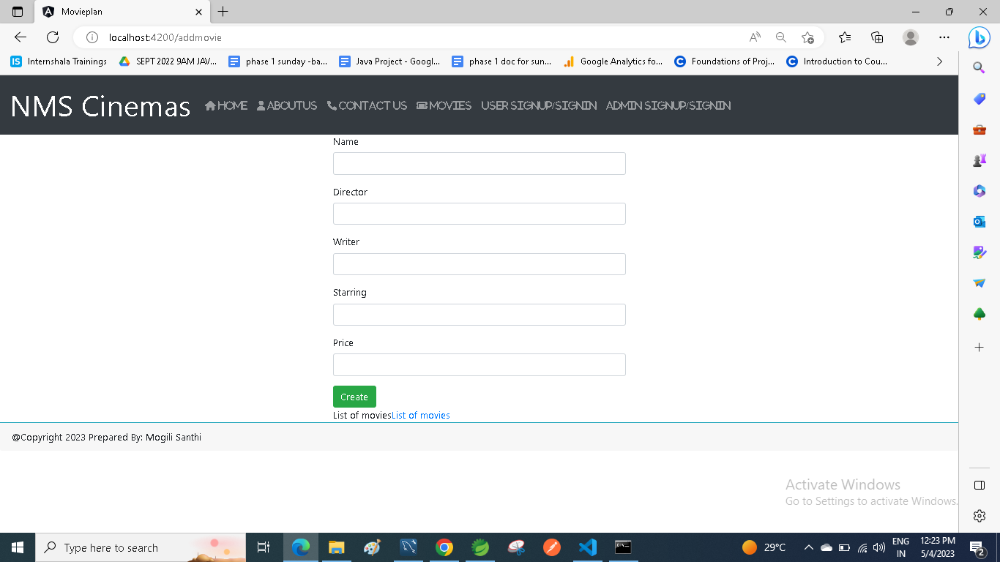 Movieplan
localhost:4200/addmovie
Internshala Trainings
SEPT 2022 9AM JAV...
phase 1 sunday -ba...
Java Project - Googl...
phase 1 doc for sun...
Google Analytics fo...
Foundations of Proj...
Introduction to Cou...
NMS Cinemas
HOME
ABOUTUS
CONTACT US
MOVIES
USER SIGNUP/SIGNIN
ADMIN SIGNUP/SIGNIN
Name
Director
Writer
Starring
Price
Create
List of moviesList of movies
@Copyright 2023 Prepared By: Mogili Santhi
Activate Windows
Go to Settings to activate Windows.
Type here to search
29°C
ENG
IN
12:23 PM
5/4/2023
2